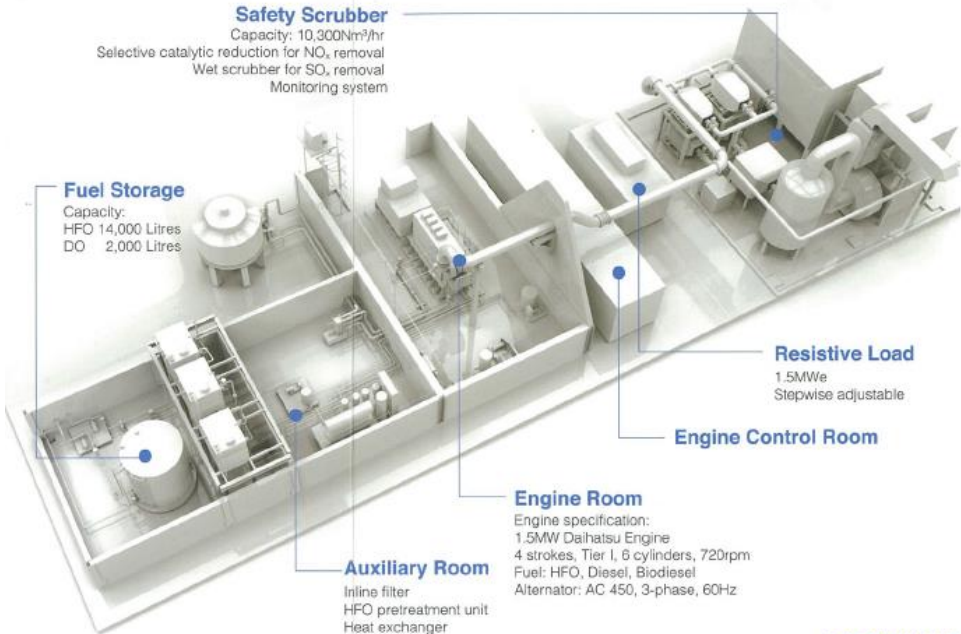 Safety Scrubber
Capacity: 10,300Nm³/hr
Selective catalytic reduction for NOₓ removal
Wet scrubber for SOₓ removal
Monitoring system
Fuel Storage
Capacity:
HFO 14,000 Litres
DO 2,000 Litres
Resistive Load
1.5MWe
Stepwise adjustable
Engine Control Room
Engine Room
Engine specification:
1.5MW Daihatsu Engine
4 strokes, Tier I, 6 cylinders, 720rpm
Fuel: HFO, Diesel, Biodiesel
Alternator: AC 450, 3-phase, 60Hz
Auxiliary Room
Inline filter
HFO pretreatment unit
Heat exchanger